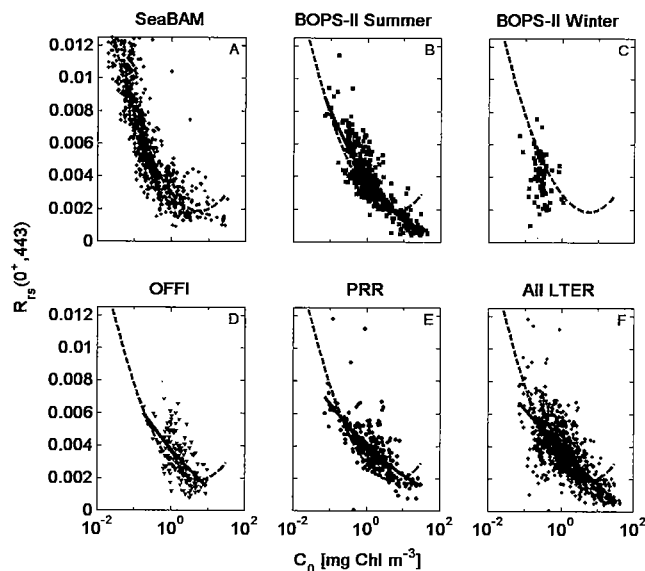 SeaBAM
BOPS-II Summer
BOPS-II Winter
0.012
0.01
0.008
0.006
0.004
0.002
0
A
B
C
R_rs(0⁺,443)
OFFI
PRR
All LTER
0.012
0.01
0.008
0.006
0.004
0.002
0
D
E
F
10⁻² 10⁰ 10² 10⁻² 10⁰ 10² 10⁻² 10⁰ 10²
C₀ [mg Chl m⁻³]